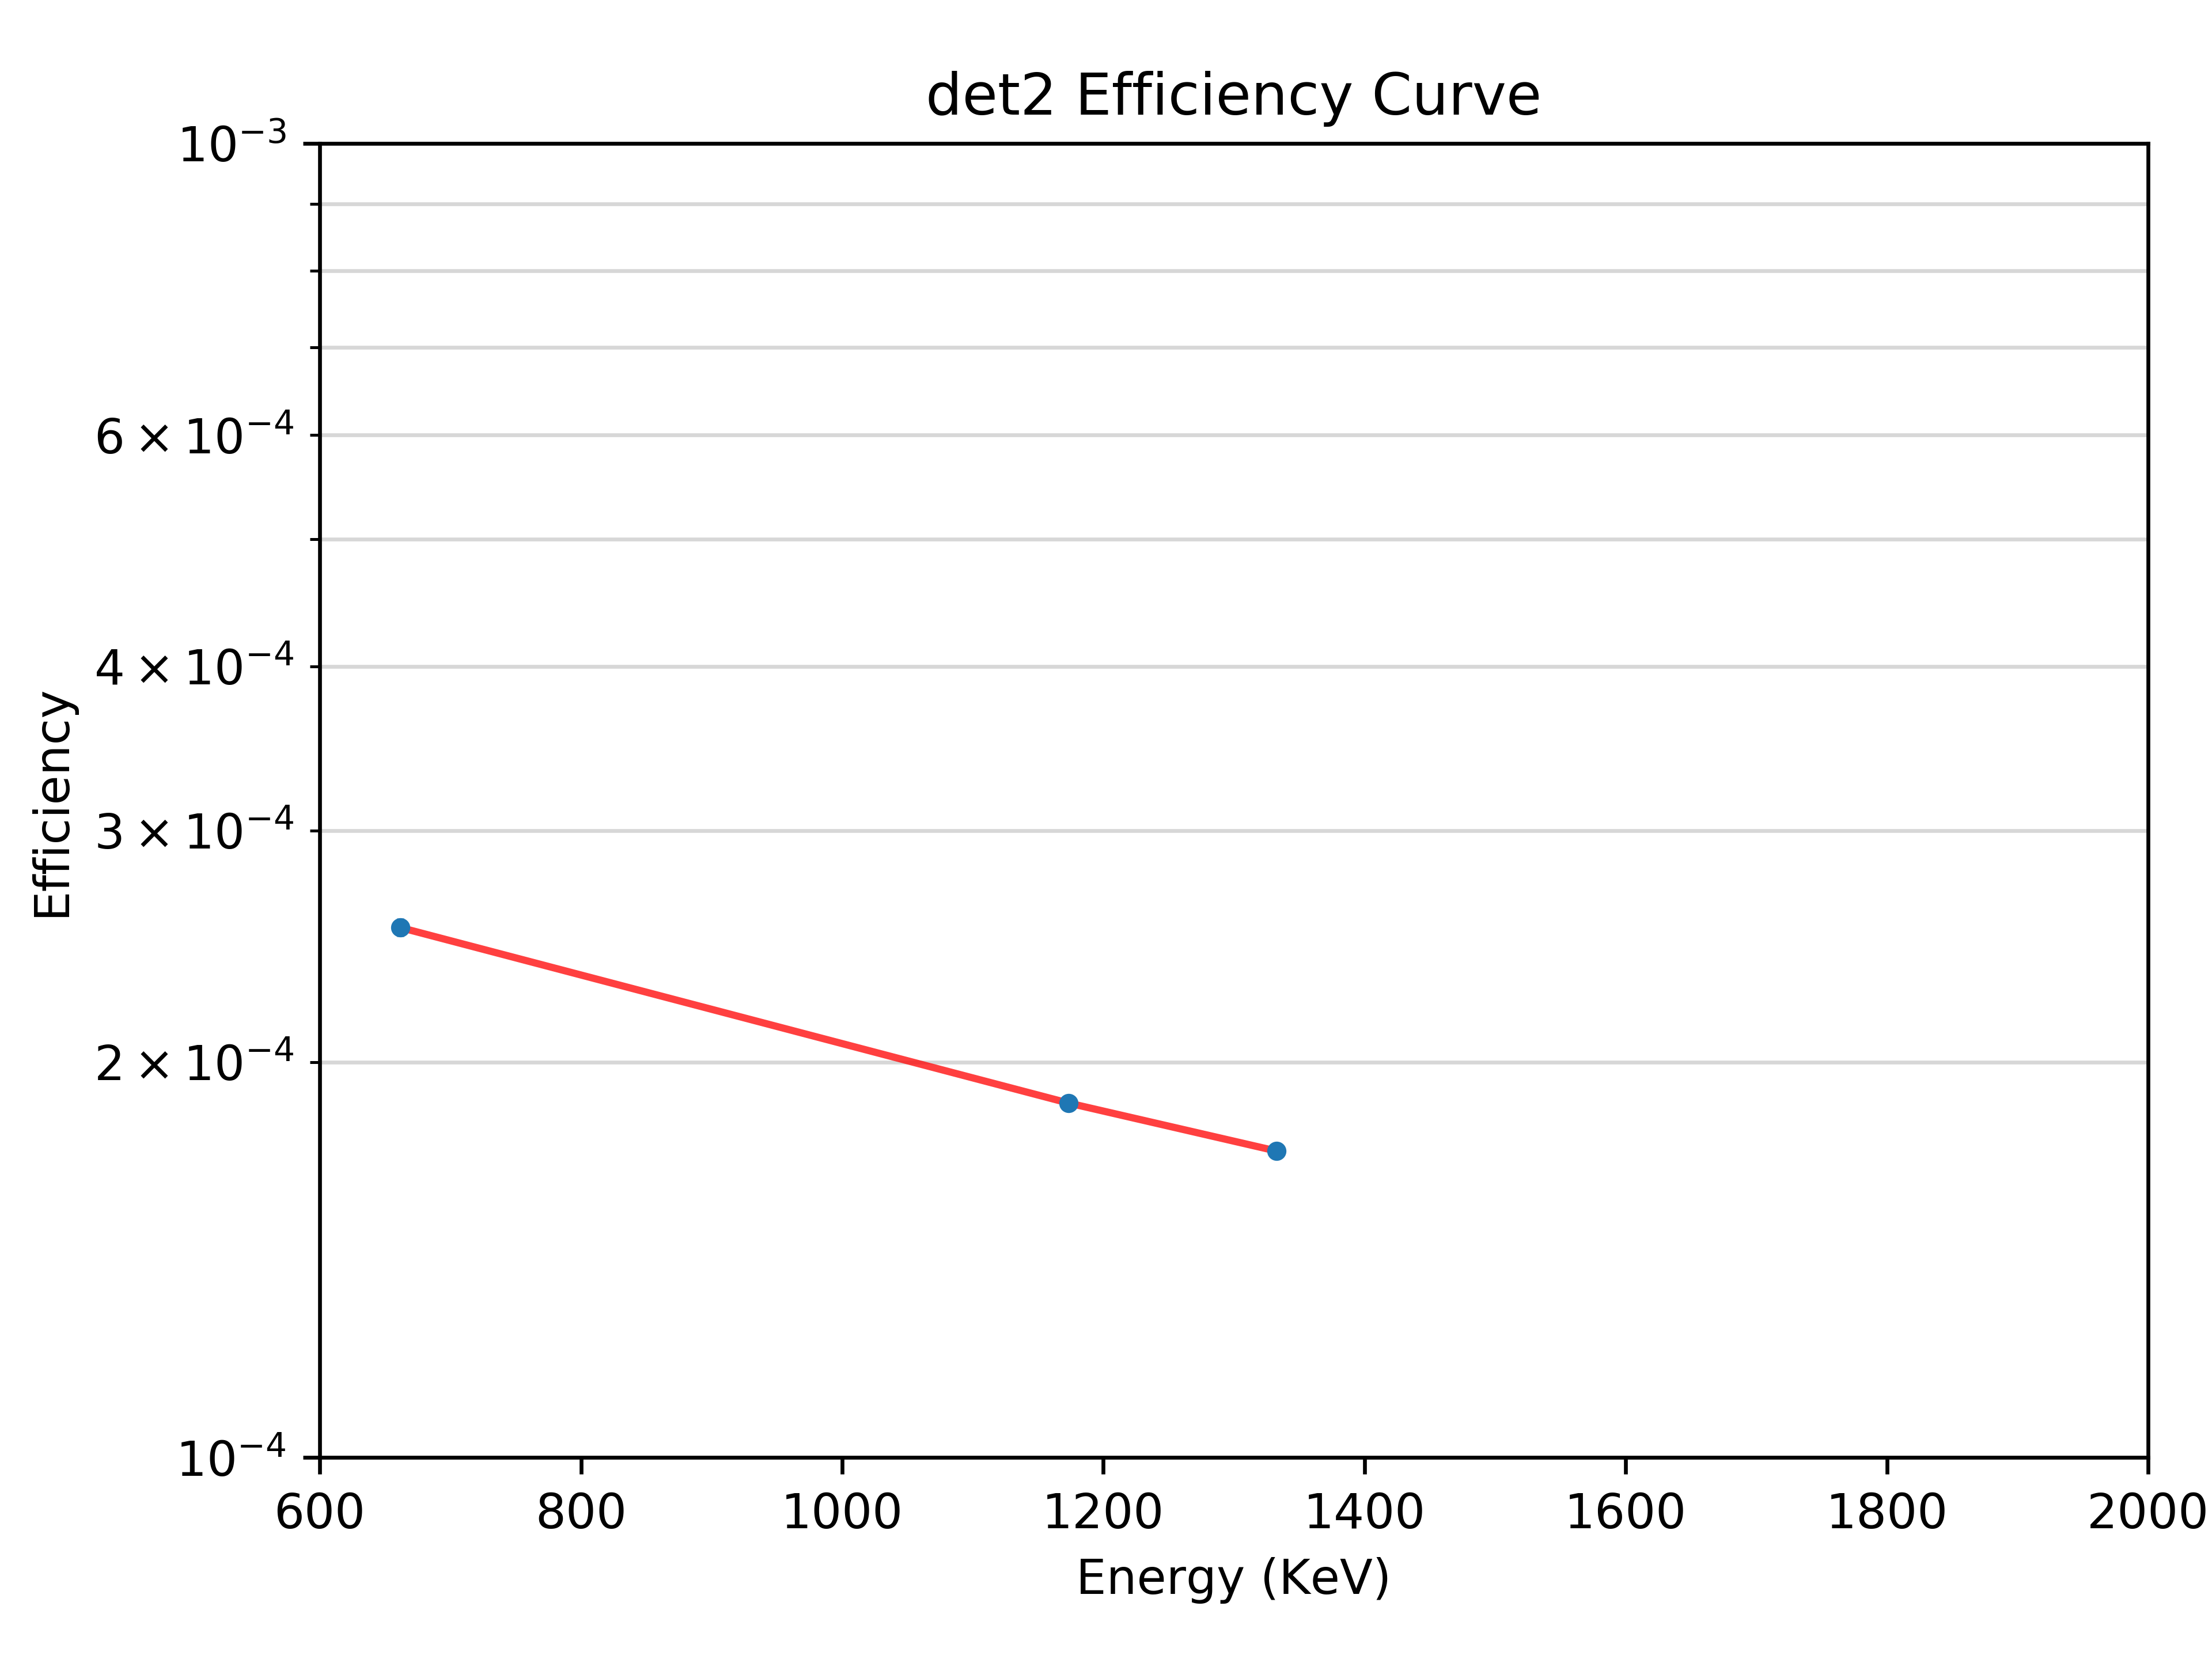 det2 Efficiency Curve
10⁻³
6 × 10⁻⁴
4 × 10⁻⁴
3 × 10⁻⁴
2 × 10⁻⁴
10⁻⁴
Efficiency
600 800 1000 1200 1400 1600 1800 2000
Energy (KeV)